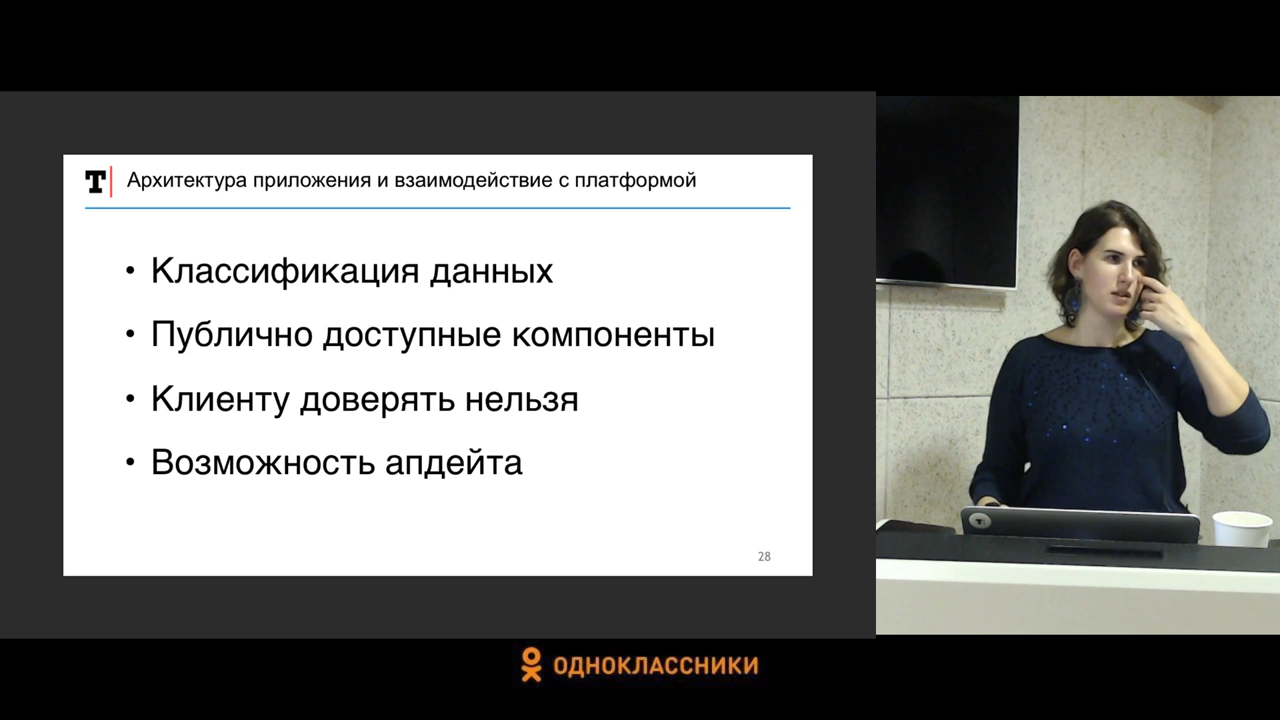 T
Архитектура приложения и взаимодействие с платформой
• Классификация данных
• Публично доступные компоненты
• Клиенту доверять нельзя
• Возможность апдейта
28
T
ОДНОКЛАССНИКИ